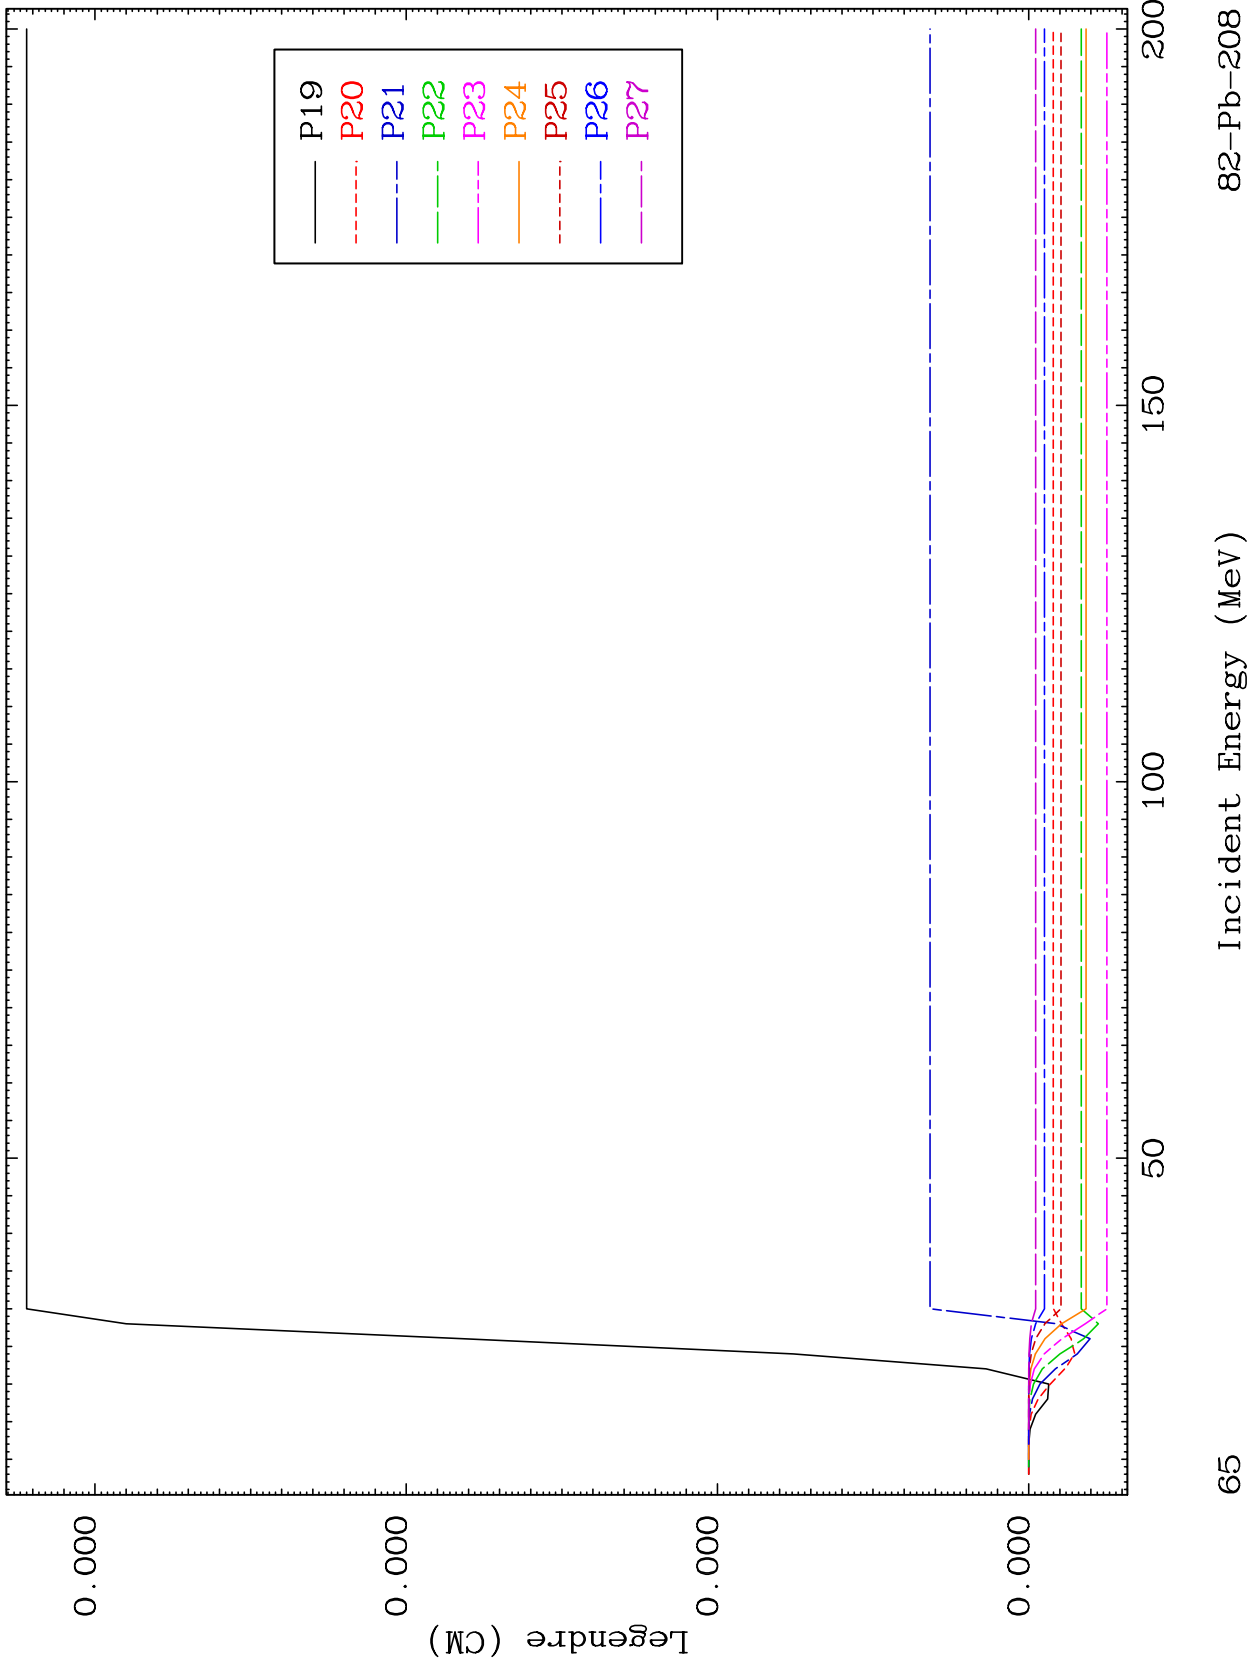 P19
P20
P21
P22
P23
P24
P25
P26
P27
0.000
0.000
0.000
0.000
Legendre (CM)
50
100
150
200
65
Incident Energy (MeV)
82-Pb-208